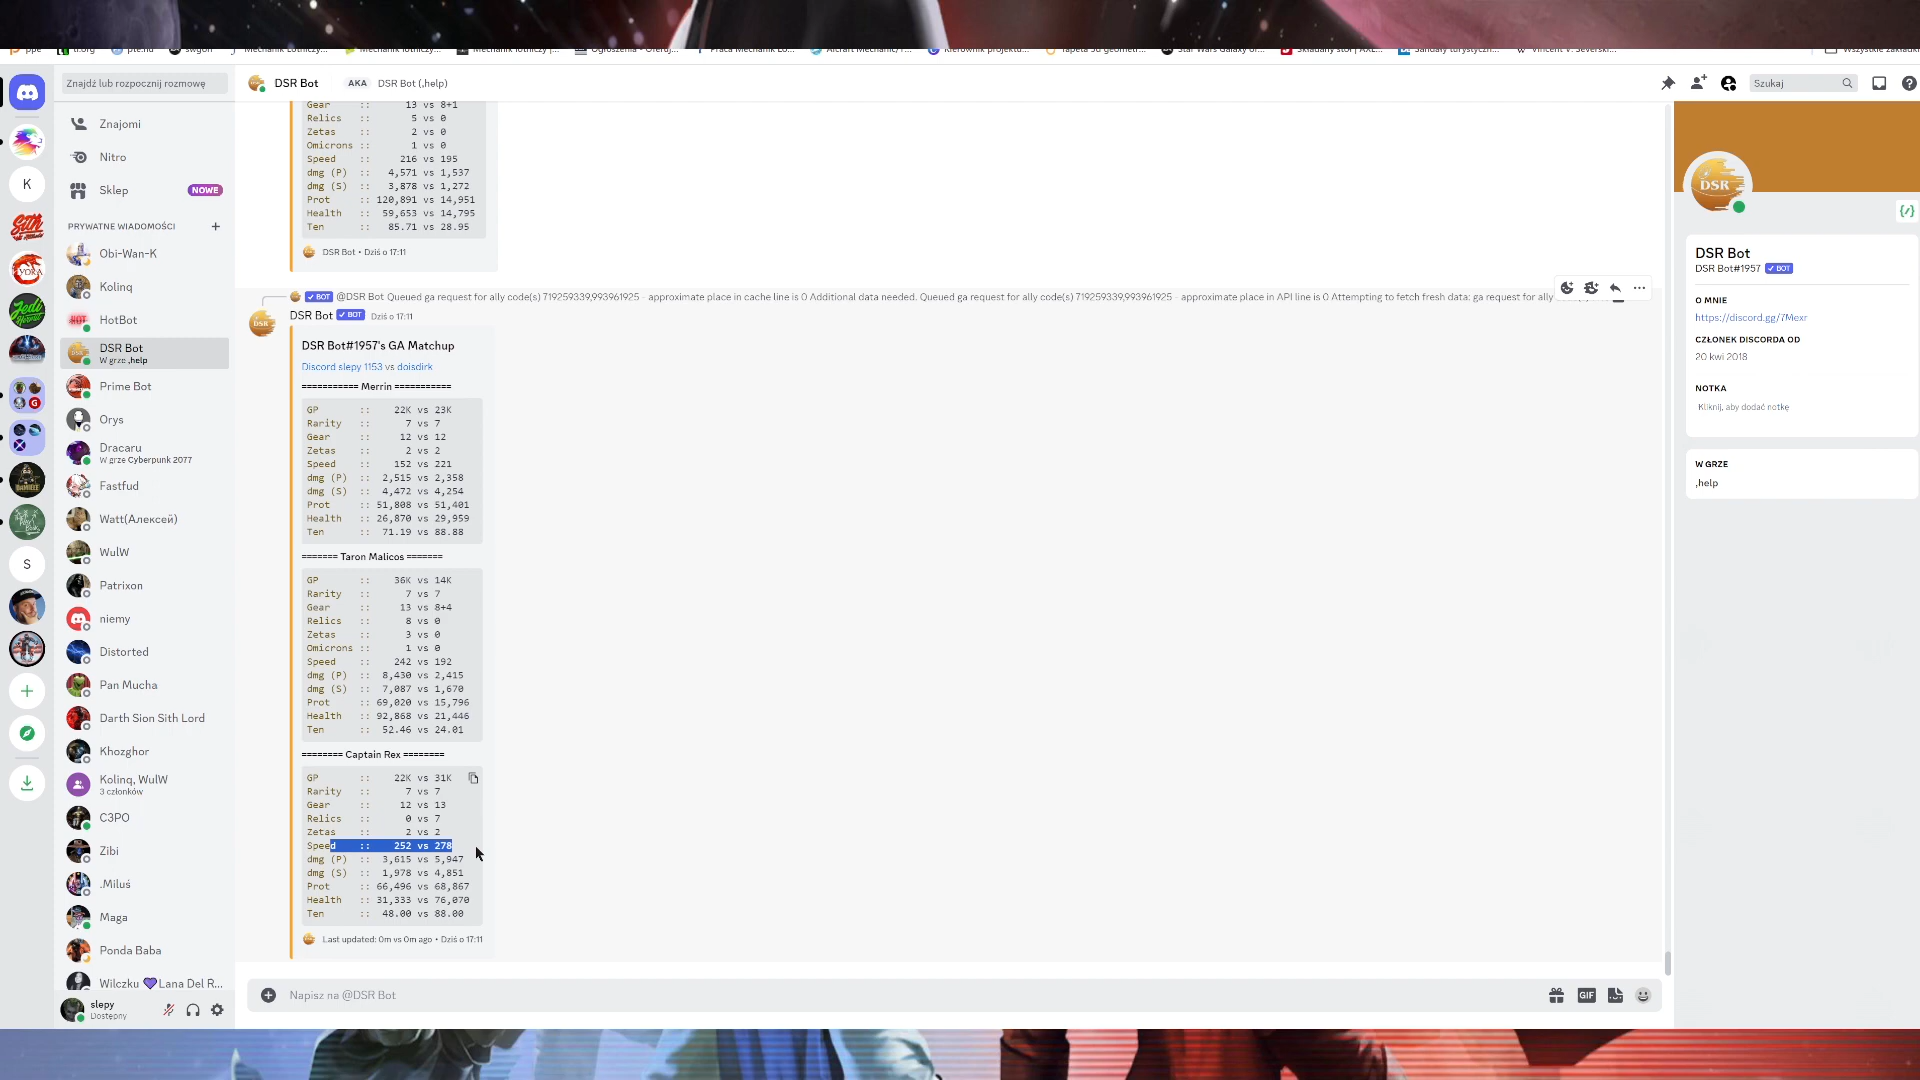 Znajdź lub rozpocznij rozmowę
Znajomi
Nitro
Sklep
NOWE
PRYWATNE WIADOMOŚCI
Obi-Wan-K
Kolinq
HotBot
DSR Bot
W grze ,help
Prime Bot
Orys
Dracaru
W grze Cyberpunk 2077
Fastfud
Watt(Алексей)
WulW
Patrixon
niemy
Distorted
Pan Mucha
Darth Sion Sith Lord
Khozghor
Kolinq, WulW
3 członków
C3PO
Zibi
.Miluś
Maga
Ponda Baba
Wilczku 💜Lana Del R...
slepy
Dostępny
K
S
DSR Bot AKA DSR Bot (,help)
Szukaj
Gear :: 13 vs 8+1
Relics :: 5 vs 0
Zetas :: 2 vs 0
Omicrons :: 1 vs 0
Speed :: 216 vs 195
dmg (P) :: 4,571 vs 1,537
dmg (S) :: 3,878 vs 1,272
Prot :: 120,891 vs 14,951
Health :: 59,653 vs 14,795
Ten :: 85.71 vs 28.95
DSR Bot • Dziś o 17:11
BOT @DSR Bot Queued ga request for ally code(s) 719259339,993961925 - approximate place in cache line is 0 Additional data needed. Queued ga request for ally code(s) 719259339,993961925 - approximate place in API line is 0 Attempting to fetch fresh data: ga request for ally
DSR Bot BOT Dziś o 17:11
DSR Bot#1957's GA Matchup
Discord slepy 1153 vs doisdirk
=========== Merrin ===========
GP :: 22K vs 23K
Rarity :: 7 vs 7
Gear :: 12 vs 12
Zetas :: 2 vs 2
Speed :: 152 vs 221
dmg (P) :: 2,515 vs 2,358
dmg (S) :: 4,472 vs 4,254
Prot :: 51,808 vs 51,401
Health :: 26,870 vs 29,959
Ten :: 71.19 vs 88.88
======= Taron Malicos =======
GP :: 36K vs 14K
Rarity :: 7 vs 7
Gear :: 13 vs 8+4
Relics :: 8 vs 0
Zetas :: 3 vs 0
Omicrons :: 1 vs 0
Speed :: 242 vs 192
dmg (P) :: 8,430 vs 2,415
dmg (S) :: 7,087 vs 1,670
Prot :: 69,020 vs 15,796
Health :: 92,868 vs 21,446
Ten :: 52.46 vs 24.01
======== Captain Rex ========
GP :: 22K vs 31K
Rarity :: 7 vs 7
Gear :: 12 vs 13
Relics :: 0 vs 7
Zetas :: 2 vs 2
Speed :: 252 vs 278
dmg (P) :: 3,615 vs 5,947
dmg (S) :: 1,978 vs 4,851
Prot :: 66,496 vs 68,867
Health :: 31,333 vs 76,070
Ten :: 48.00 vs 88.00
Last updated: 0m vs 0m ago • Dziś o 17:11
Napisz na @DSR Bot
GIF
DSR
DSR Bot
DSR Bot#1957 BOT
O MNIE
https://discord.gg/7Mexr
CZŁONEK DISCORDA OD
20 kwi 2018
NOTKA
Kliknij, aby dodać notkę
W GRZE
,help